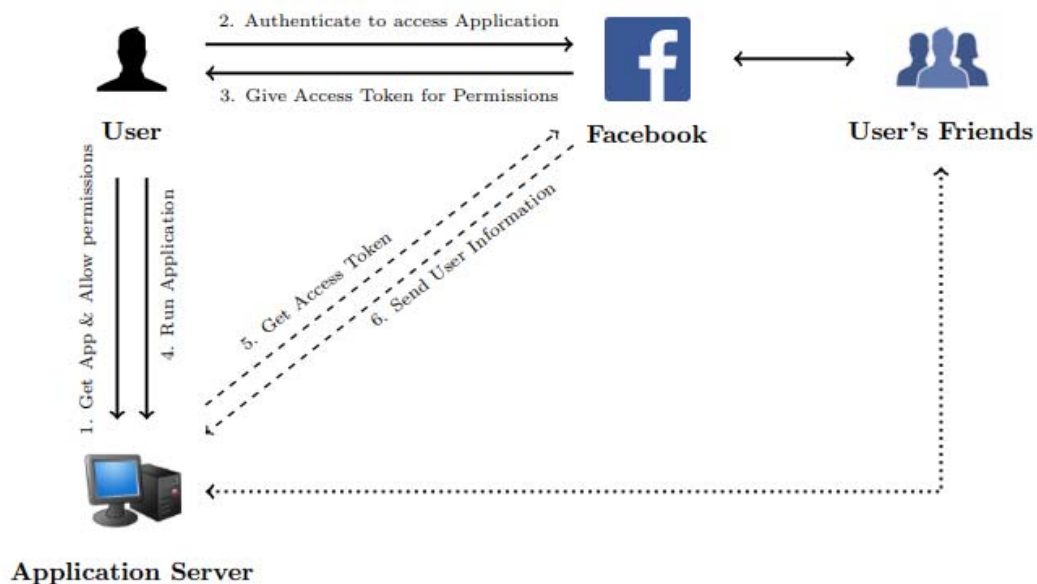 2. Authenticate to access Application
3. Give Access Token for Permissions
User
Facebook
User's Friends
1. Get App & Allow permissions
4. Run Application
5. Get Access Token
6. Send User Information
Application Server